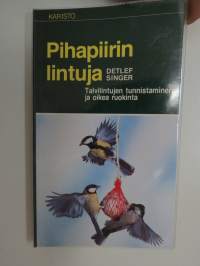 KARISTO
Pihapiirin
lintuja
DETLEF
SINGER
Talvilintujen tunnistaminen
ja oikea ruokinta